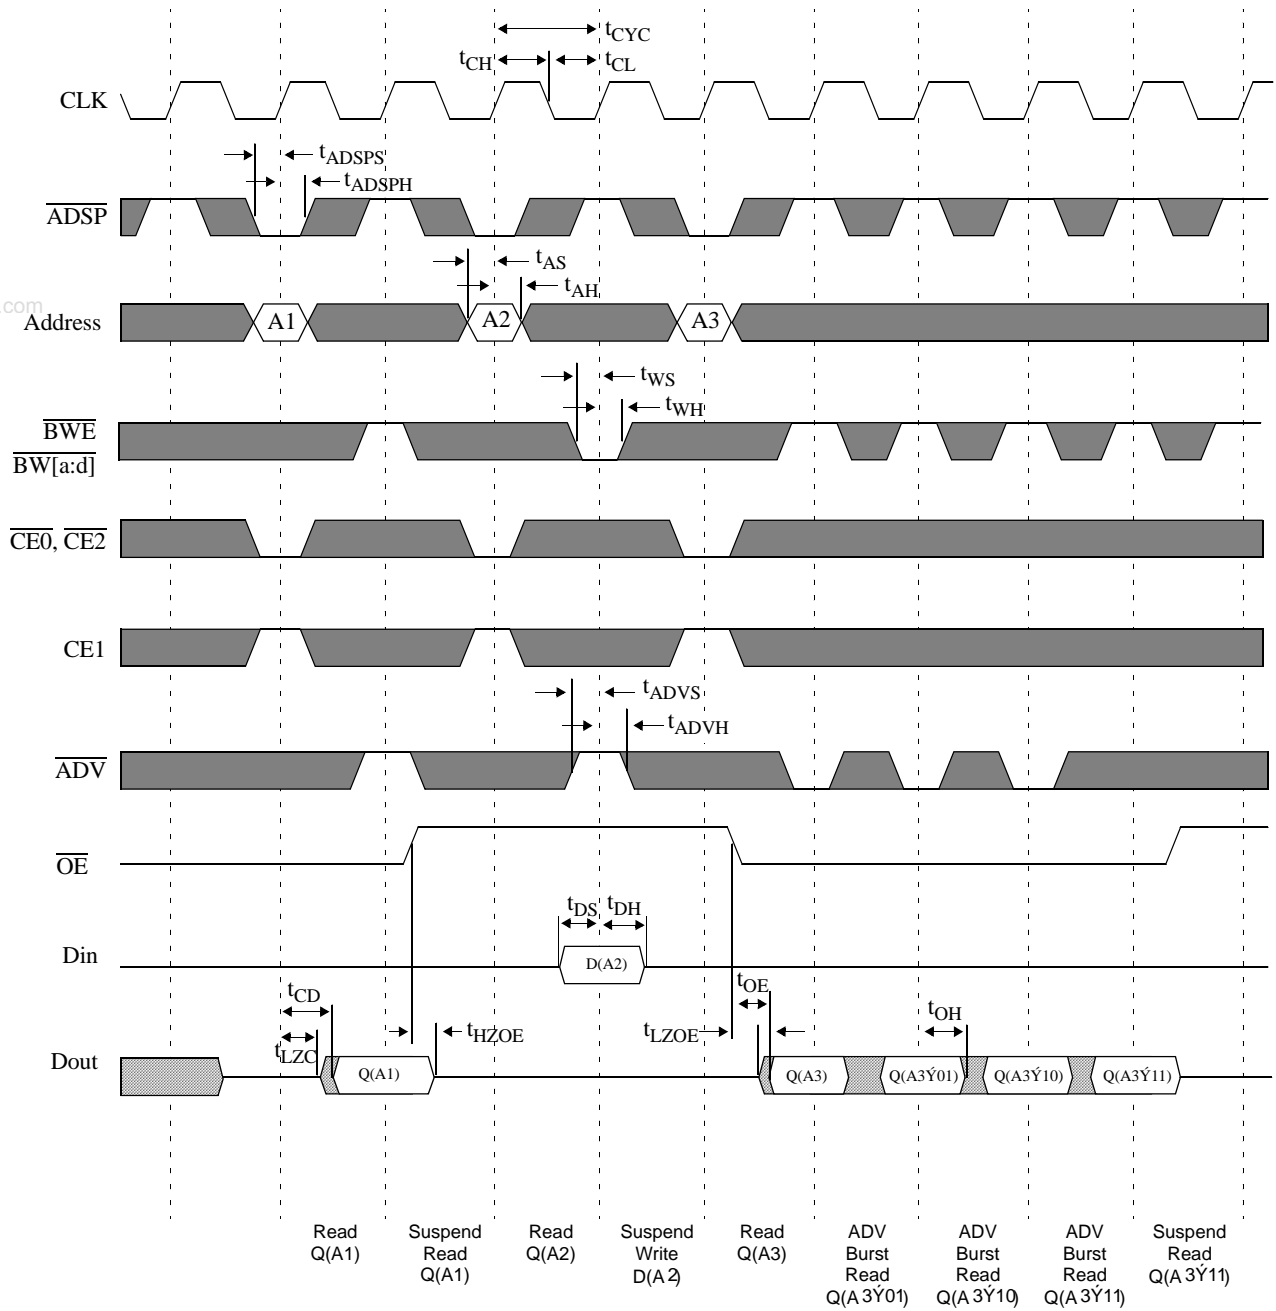 tCYC
tCH
tCL
CLK
tADSPS
tADSPH
ADSP
tAS
tAH
.com
Address
A1
A2
A3
tWS
tWH
BWE
BW[a:d]
CE0, CE2
CE1
tADVS
tADVH
ADV
OE
tDS
tDH
Din
D(A2)
tCD
tOE
tOH
tLZC
tHZOE
tLZOE
Dout
Q(A1)
Q(A3)
Q(A3Ý01)
Q(A3Ý10)
Q(A3Ý11)
Read
Q(A1)
Suspend
Read
Q(A1)
Read
Q(A2)
Suspend
Write
D(A2)
Read
Q(A3)
ADV
Burst
Read
Q(A3Ý01)
ADV
Burst
Read
Q(A3Ý10)
ADV
Burst
Read
Q(A3Ý11)
Suspend
Read
Q(A3Ý11)